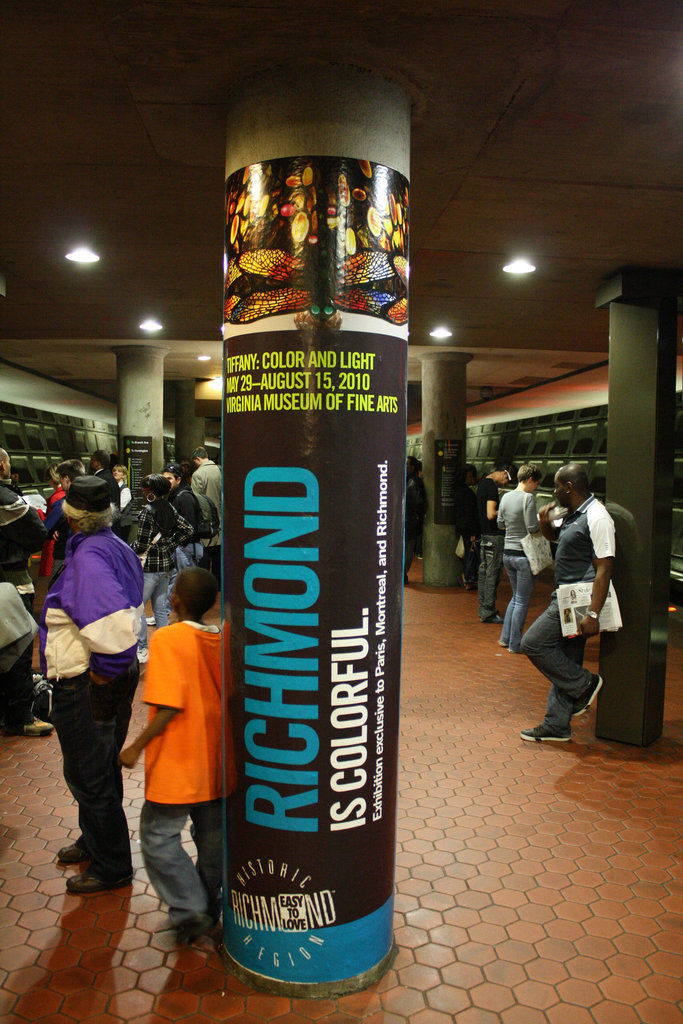 TIFFANY: COLOR AND LIGHT
MAY 29–AUGUST 15, 2010
VIRGINIA MUSEUM OF FINE ARTS
RICHMOND
IS COLORFUL.
Exhibition exclusive to Paris, Montreal, and Richmond.
HISTORIC
RICHMOND
EASY
TO
LOVE
REGION